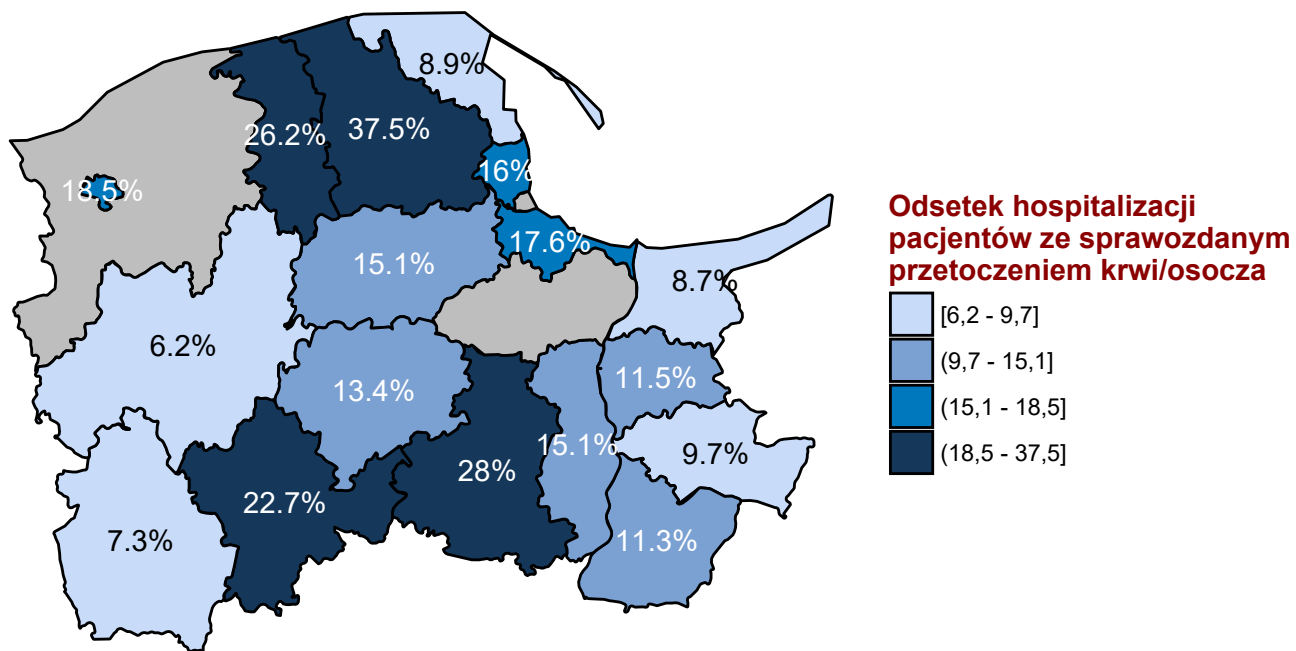 8.9%
26.2%
37.5%
16%
18.5%
17.6%
15.1%
8.7%
6.2%
11.5%
13.4%
15.1%
9.7%
28%
22.7%
7.3%
11.3%
Odsetek hospitalizacji
pacjentów ze sprawozdanym
przetoczeniem krwi/osocza
[6,2 - 9,7]
(9,7 - 15,1]
(15,1 - 18,5]
(18,5 - 37,5]